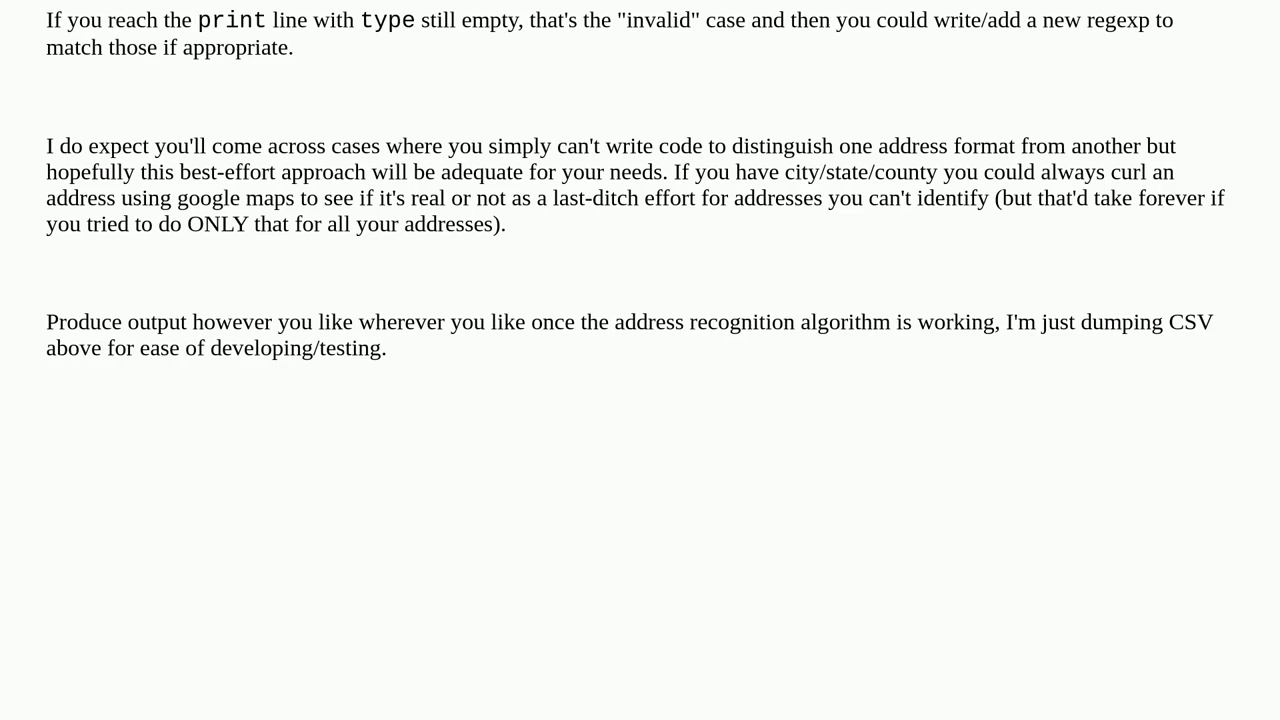 If you reach the print line with type still empty, that's the "invalid" case and then you could write/add a new regexp to
match those if appropriate.
I do expect you'll come across cases where you simply can't write code to distinguish one address format from another but
hopefully this best-effort approach will be adequate for your needs. If you have city/state/county you could always curl an
address using google maps to see if it's real or not as a last-ditch effort for addresses you can't identify (but that'd take forever if
you tried to do ONLY that for all your addresses).
Produce output however you like wherever you like once the address recognition algorithm is working, I'm just dumping CSV
above for ease of developing/testing.